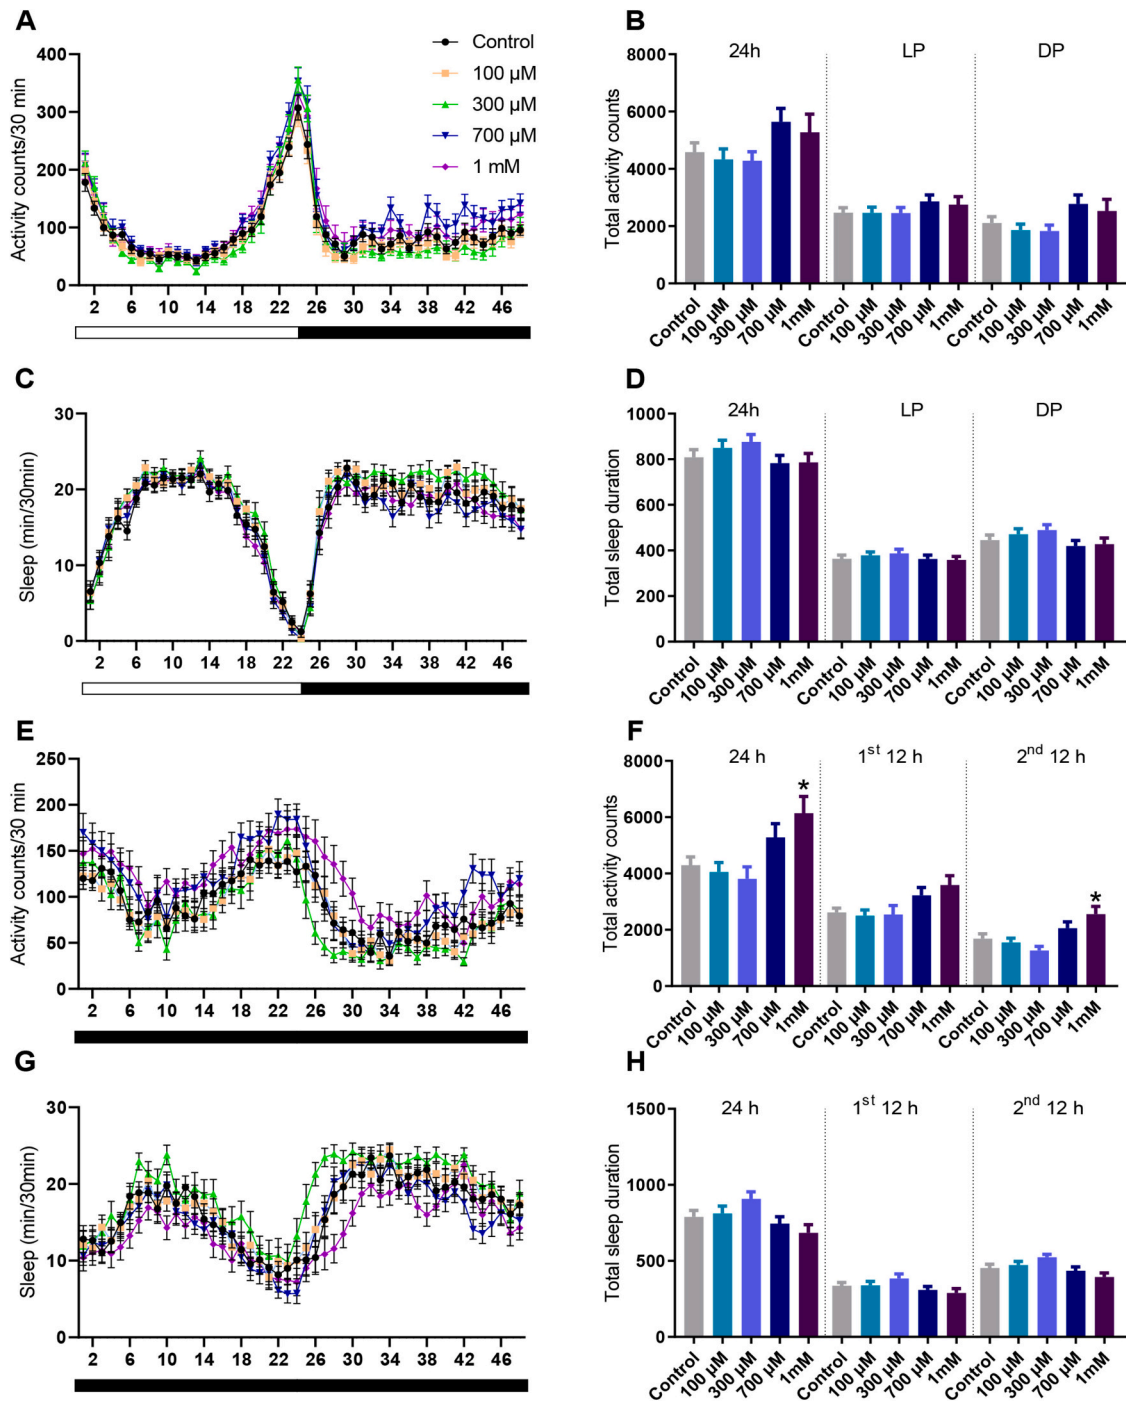 A
Activity counts/30 min
400
300
200
100
0
Control
100 µM
300 µM
700 µM
1 mM
2 6 10 14 18 22 26 30 34 38 42 46
B
Total activity counts
8000
6000
4000
2000
0
24h LP DP
Control 100 µM 300 µM 700 µM 1mM Control 100 µM 300 µM 700 µM 1mM Control 100 µM 300 µM 700 µM 1mM
C
Sleep (min/30min)
30
20
10
0
2 6 10 14 18 22 26 30 34 38 42 46
D
Total sleep duration
1000
800
600
400
200
0
24h LP DP
Control 100 µM 300 µM 700 µM 1mM Control 100 µM 300 µM 700 µM 1mM Control 100 µM 300 µM 700 µM 1mM
E
Activity counts/30 min
250
200
150
100
50
0
2 6 10 14 18 22 26 30 34 38 42 46
F
Total activity counts
8000
6000
4000
2000
0
24 h 1st 12 h 2nd 12 h
*
*
Control 100 µM 300 µM 700 µM 1mM Control 100 µM 300 µM 700 µM 1mM Control 100 µM 300 µM 700 µM 1mM
G
Sleep (min/30min)
30
20
10
0
2 6 10 14 18 22 26 30 34 38 42 46
H
Total sleep duration
1500
1000
500
0
24 h 1st 12 h 2nd 12 h
Control 100 µM 300 µM 700 µM 1mM Control 100 µM 300 µM 700 µM 1mM Control 100 µM 300 µM 700 µM 1mM